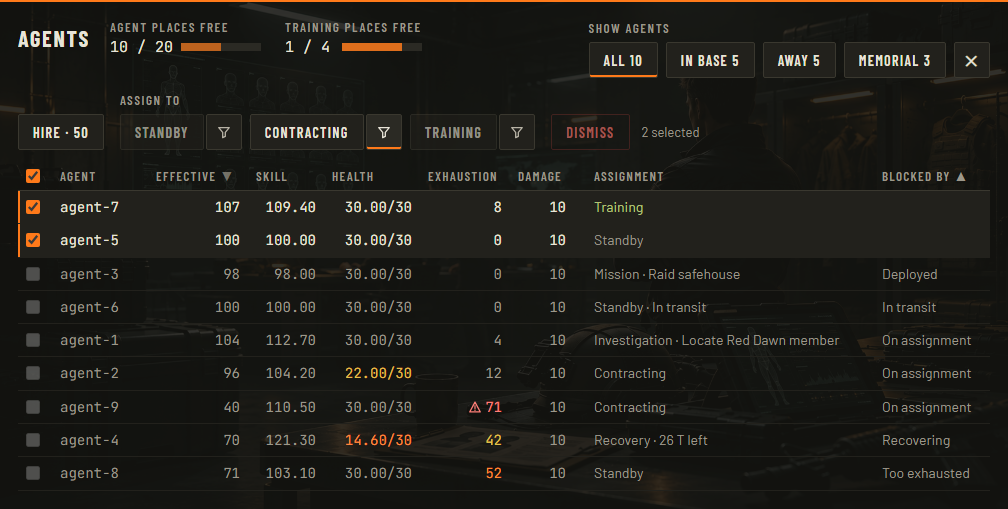 AGENTS
AGENT PLACES FREE
10 / 20
TRAINING PLACES FREE
1 / 4
SHOW AGENTS
ALL 10 IN BASE 5 AWAY 5 MEMORIAL 3 ✕
ASSIGN TO
HIRE · 50 STANDBY CONTRACTING TRAINING DISMISS 2 selected
AGENT EFFECTIVE ▼ SKILL HEALTH EXHAUSTION DAMAGE ASSIGNMENT BLOCKED BY ▲
agent-7 107 109.40 30.00/30 8 10 Training
agent-5 100 100.00 30.00/30 0 10 Standby
agent-3 98 98.00 30.00/30 0 10 Mission · Raid safehouse Deployed
agent-6 100 100.00 30.00/30 0 10 Standby · In transit In transit
agent-1 104 112.70 30.00/30 4 10 Investigation · Locate Red Dawn member On assignment
agent-2 96 104.20 22.00/30 12 10 Contracting On assignment
agent-9 40 110.50 30.00/30 ⚠ 71 10 Contracting On assignment
agent-4 70 121.30 14.60/30 42 10 Recovery · 26 T left Recovering
agent-8 71 103.10 30.00/30 52 10 Standby Too exhausted